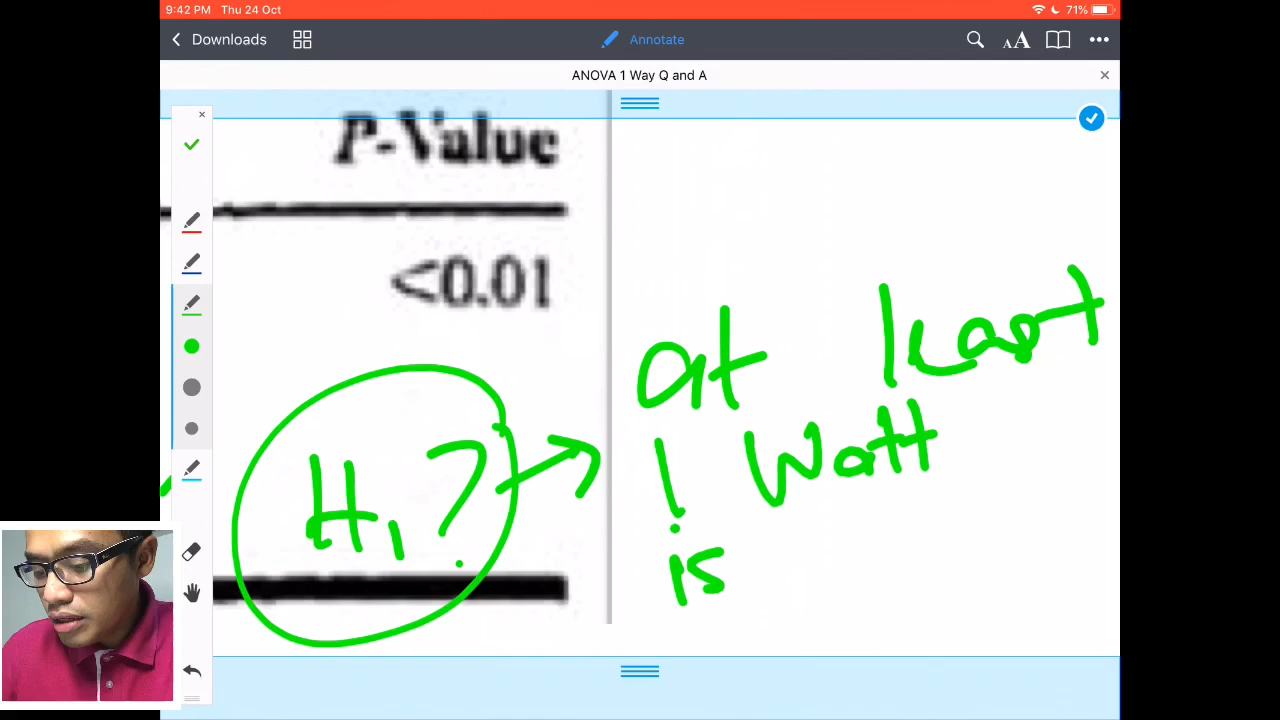 9:42 PM Thu 24 Oct
71%
Downloads
Annotate
AA
ANOVA 1 Way Q and A
P-Value
<0.01
at least
1 Watt
is
H1?